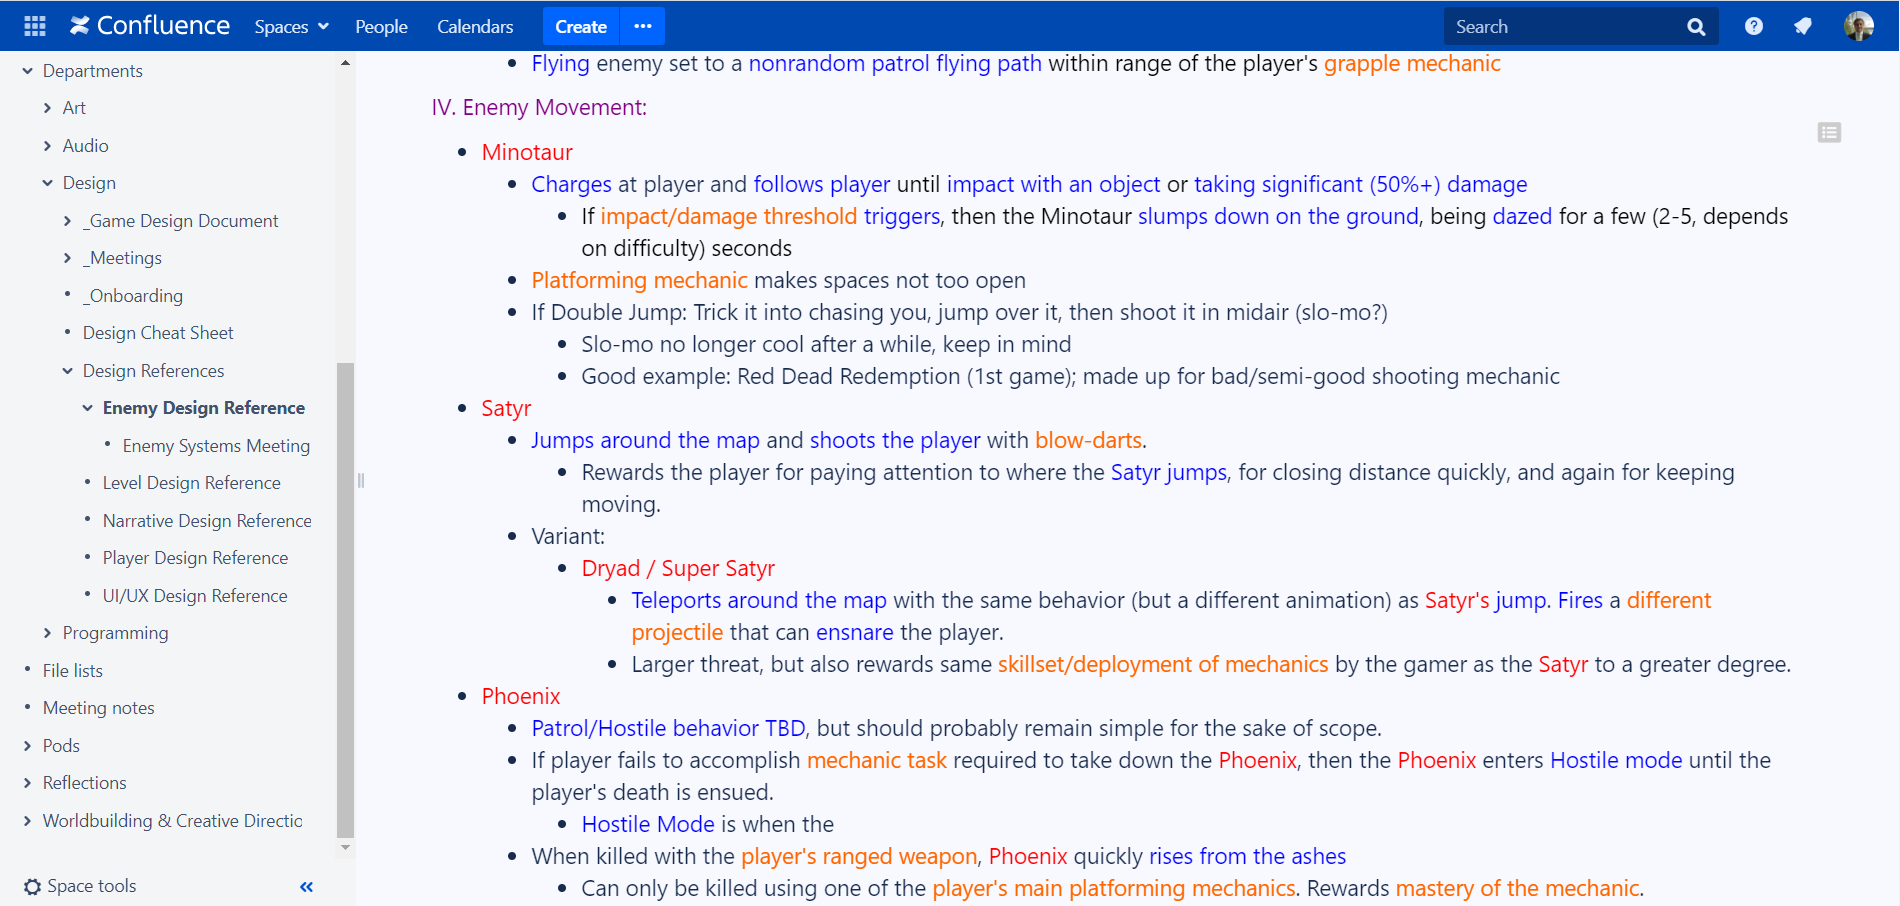 Confluence Spaces People Calendars Create ••• Search
Departments
Art
Audio
Design
_Game Design Document
_Meetings
_Onboarding
Design Cheat Sheet
Design References
Enemy Design Reference
Enemy Systems Meeting
Level Design Reference
Narrative Design Reference
Player Design Reference
UI/UX Design Reference
Programming
File lists
Meeting notes
Pods
Reflections
Worldbuilding & Creative Directic
Space tools
• Flying enemy set to a nonrandom patrol flying path within range of the player's grapple mechanic
IV. Enemy Movement:
• Minotaur
• Charges at player and follows player until impact with an object or taking significant (50%+) damage
• If impact/damage threshold triggers, then the Minotaur slumps down on the ground, being dazed for a few (2-5, depends
on difficulty) seconds
• Platforming mechanic makes spaces not too open
• If Double Jump: Trick it into chasing you, jump over it, then shoot it in midair (slo-mo?)
• Slo-mo no longer cool after a while, keep in mind
• Good example: Red Dead Redemption (1st game); made up for bad/semi-good shooting mechanic
• Satyr
• Jumps around the map and shoots the player with blow-darts.
• Rewards the player for paying attention to where the Satyr jumps, for closing distance quickly, and again for keeping
moving.
• Variant:
• Dryad / Super Satyr
• Teleports around the map with the same behavior (but a different animation) as Satyr's jump. Fires a different
projectile that can ensnare the player.
• Larger threat, but also rewards same skillset/deployment of mechanics by the gamer as the Satyr to a greater degree.
• Phoenix
• Patrol/Hostile behavior TBD, but should probably remain simple for the sake of scope.
• If player fails to accomplish mechanic task required to take down the Phoenix, then the Phoenix enters Hostile mode until the
player's death is ensued.
• Hostile Mode is when the
• When killed with the player's ranged weapon, Phoenix quickly rises from the ashes
• Can only be killed using one of the player's main platforming mechanics. Rewards mastery of the mechanic.